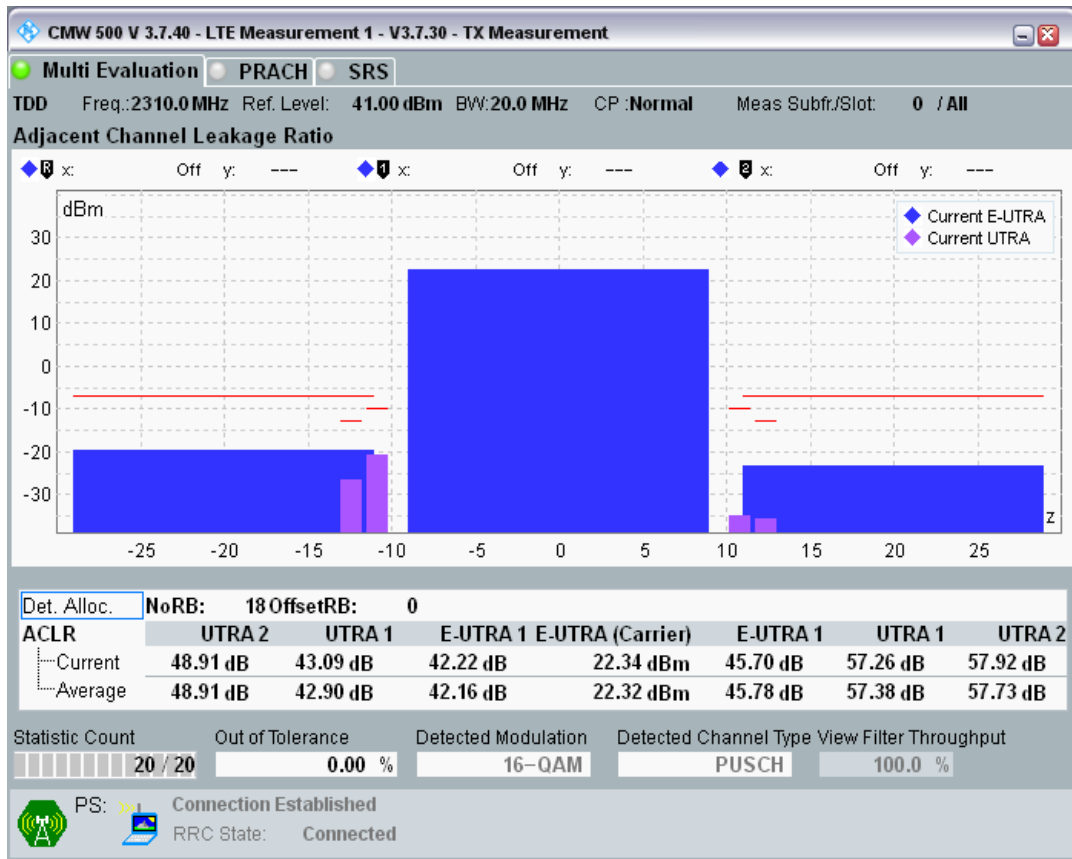 CMW 500 V 3.7.40 - LTE Measurement 1 - V3.7.30 - TX Measurement
Multi Evaluation PRACH SRS
TDD Freq.:2310.0 MHz Ref. Level: 41.00 dBm BW:20.0 MHz CP :Normal Meas Subfr./Slot: 0 / All
Adjacent Channel Leakage Ratio
R x: Off y: --- 1 x: Off y: --- 2 x: Off y: ---
dBm
Current E-UTRA
Current UTRA
30
20
10
0
-10
-20
-30
z
-25 -20 -15 -10 -5 0 5 10 15 20 25
Det. Alloc. NoRB: 18 OffsetRB: 0
ACLR UTRA 2 UTRA 1 E-UTRA 1 E-UTRA (Carrier) E-UTRA 1 UTRA 1 UTRA 2
Current 48.91 dB 43.09 dB 42.22 dB 22.34 dBm 45.70 dB 57.26 dB 57.92 dB
Average 48.91 dB 42.90 dB 42.16 dB 22.32 dBm 45.78 dB 57.38 dB 57.73 dB
Statistic Count Out of Tolerance Detected Modulation Detected Channel Type View Filter Throughput
20 / 20 0.00 % 16-QAM PUSCH 100.0 %
PS: Connection Established
RRC State: Connected